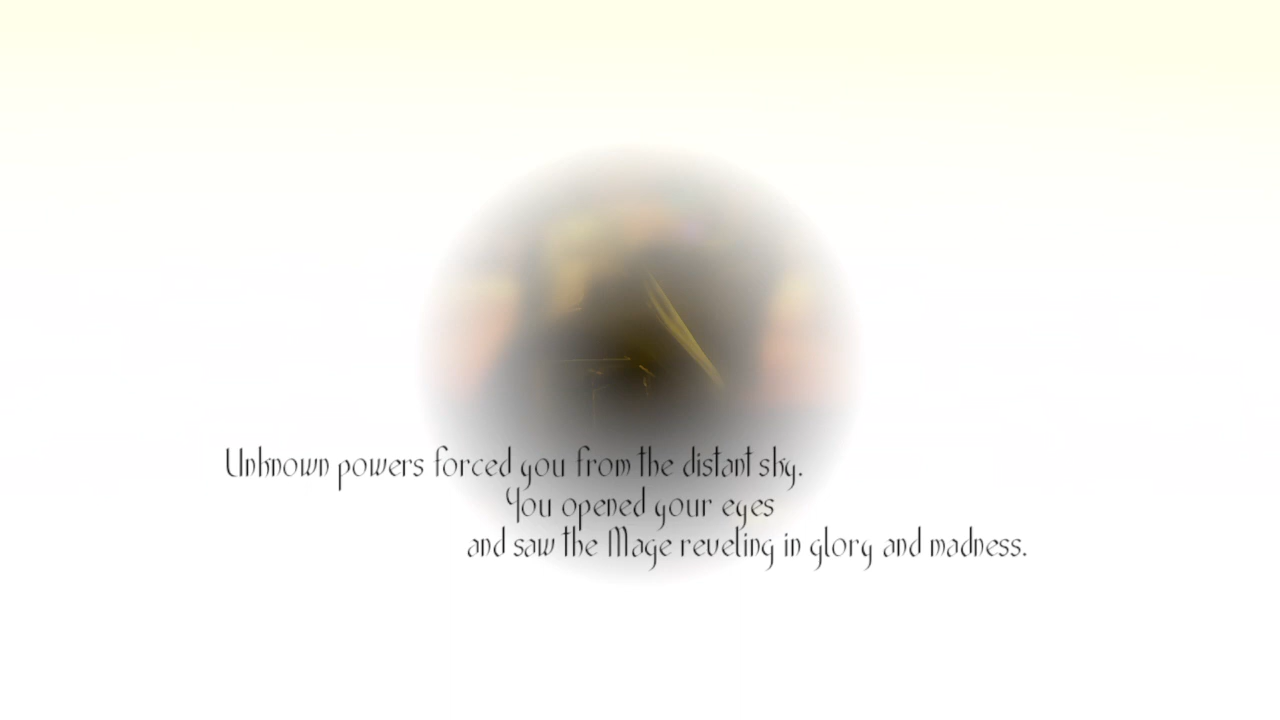 Unknown powers forced you from the distant sky.
You opened your eyes
and saw the Mage reveling in glory and madness.